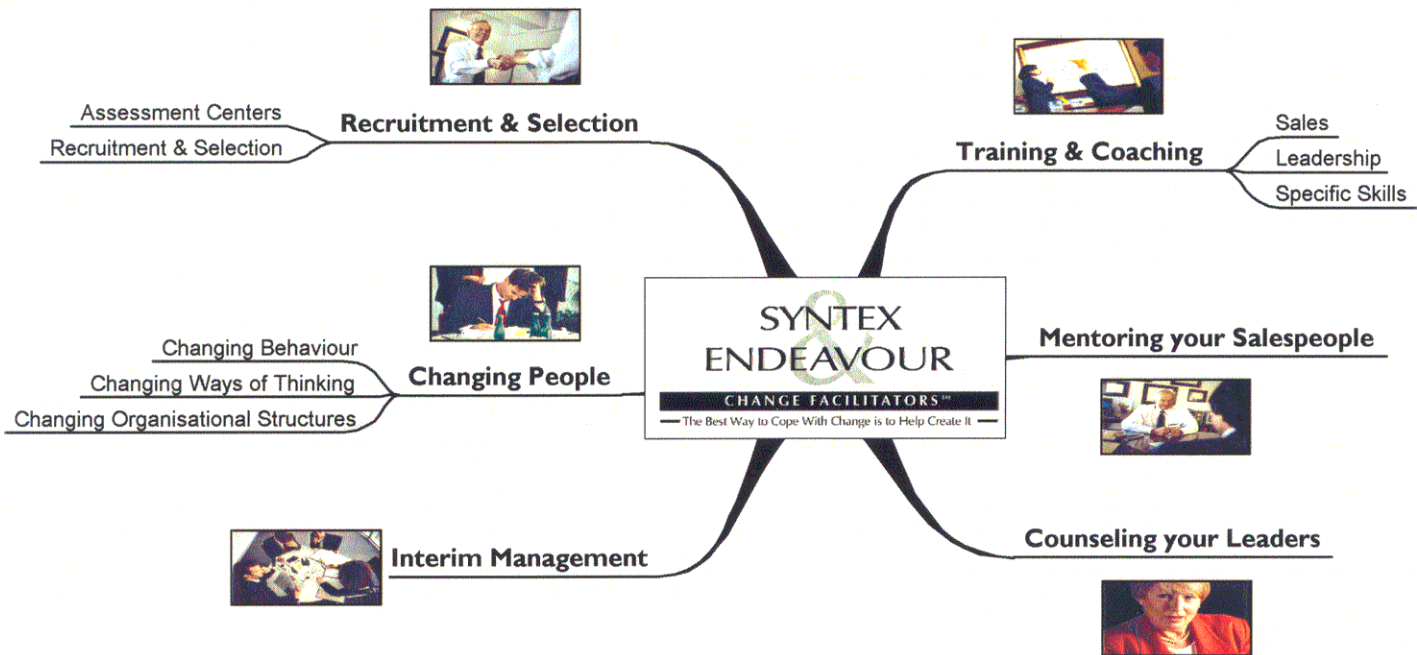 Assessment Centers
Recruitment & Selection
Recruitment & Selection
Training & Coaching
Sales
Leadership
Specific Skills
Changing Behaviour
Changing Ways of Thinking
Changing Organisational Structures
Changing People
SYNTEX
&
ENDEAVOUR
CHANGE FACILITATORS™
The Best Way to Cope With Change is to Help Create It
Mentoring your Salespeople
Interim Management
Counseling your Leaders